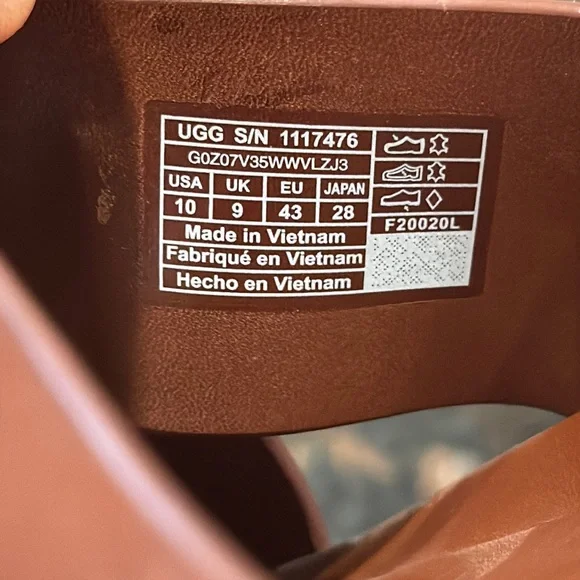 UGG S/N 1117476
G0Z07V35WWVLZJ3
USA UK EU JAPAN
10 9 43 28
Made in Vietnam
Fabriqué en Vietnam
Hecho en Vietnam
F20020L